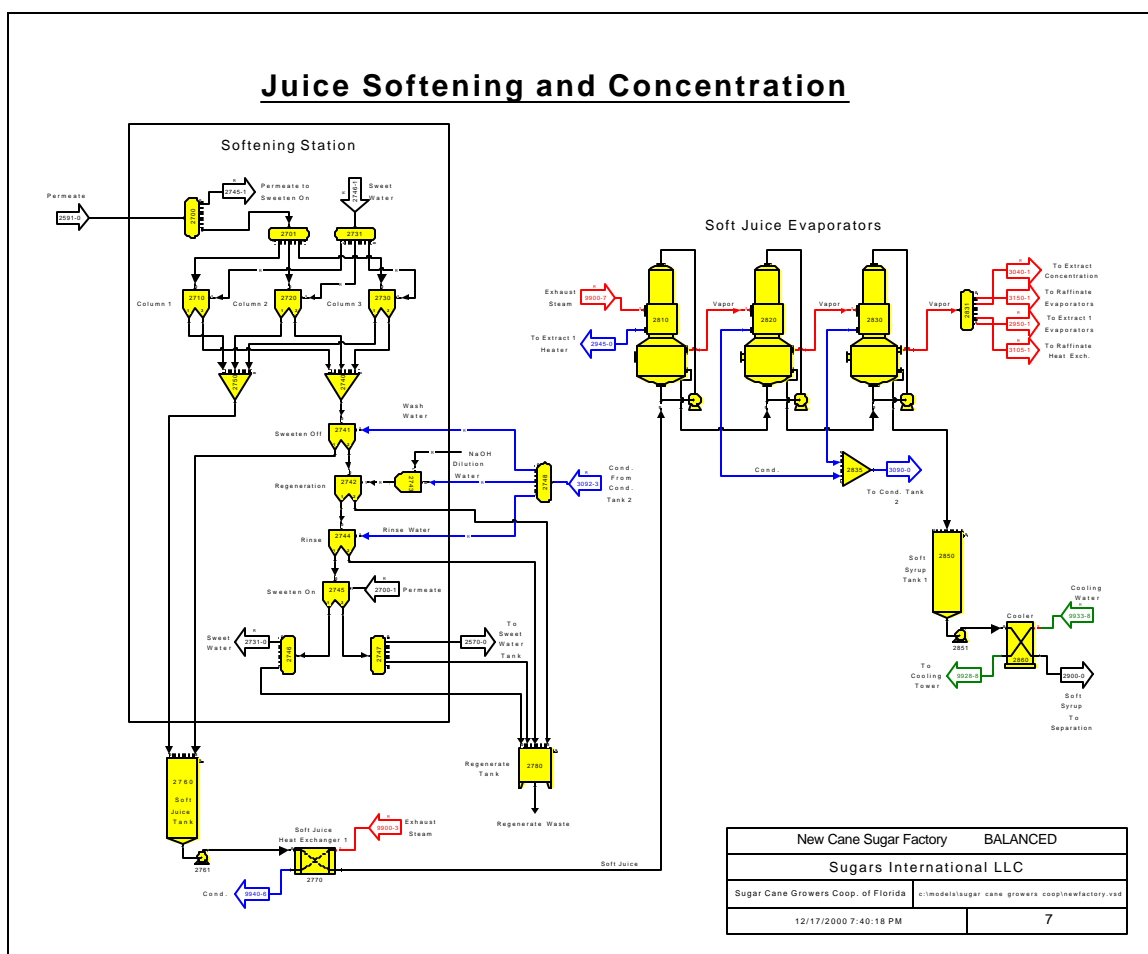 Juice Softening and Concentration
Softening Station
Permeate
2591-0
2700
2745-1
Permeate to
Sweeten On
2746-1
Sweet
Water
2701
2731
Column 1
2710
Column 2
2720
Column 3
2730
2750
2740
Wash
Water
Sweeten Off
2741
NaOH
Dilution
Water
Regeneration
2742
2743
2748
3092-3
Cond.
From
Cond.
Tank 2
Rinse Water
Rinse
2744
Sweeten On
2745
2700-1
Permeate
Sweet
Water
2731-0
2746
2747
2570-0
To
Sweet
Water
Tank
Regenerate
Tank
2780
Regenerate Waste
2760
Soft
Juice
Tank
2761
Soft Juice
Heat Exchanger 1
2770
9900-3
Exhaust
Steam
Cond.
9940-6
Soft Juice
Soft Juice Evaporators
Exhaust
Steam
9900-7
2810
Vapor
2820
Vapor
2830
Vapor
2831
3040-1
To Extract
Concentration
3150-1
To Raffinate
Evaporators
2950-1
To Extract 1
Evaporators
3105-1
To Raffinate
Heat Exch.
To Extract 1
Heater
2945-0
Cond.
2835
3090-0
To Cond. Tank
2
Soft
Syrup
Tank 1
2850
2851
Cooler
2860
Cooling
Water
9933-8
To
Cooling
Tower
9928-8
2900-0
Soft
Syrup
To
Separation
New Cane Sugar Factory BALANCED
Sugars International LLC
Sugar Cane Growers Coop. of Florida
c:\models\sugar cane growers coop\newfactory.vsd
12/17/2000 7:40:18 PM
7